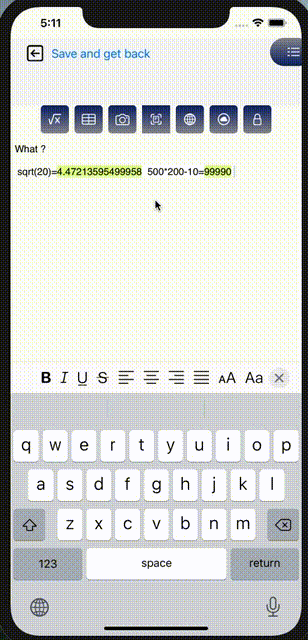 5:11
Save and get back
√x
What ?
sqrt(20)=4.47213595499958 500*200-10=99990
B I U S AA Aa
q w e r t y u i o p
a s d f g h j k l
z x c v b n m
123 space return